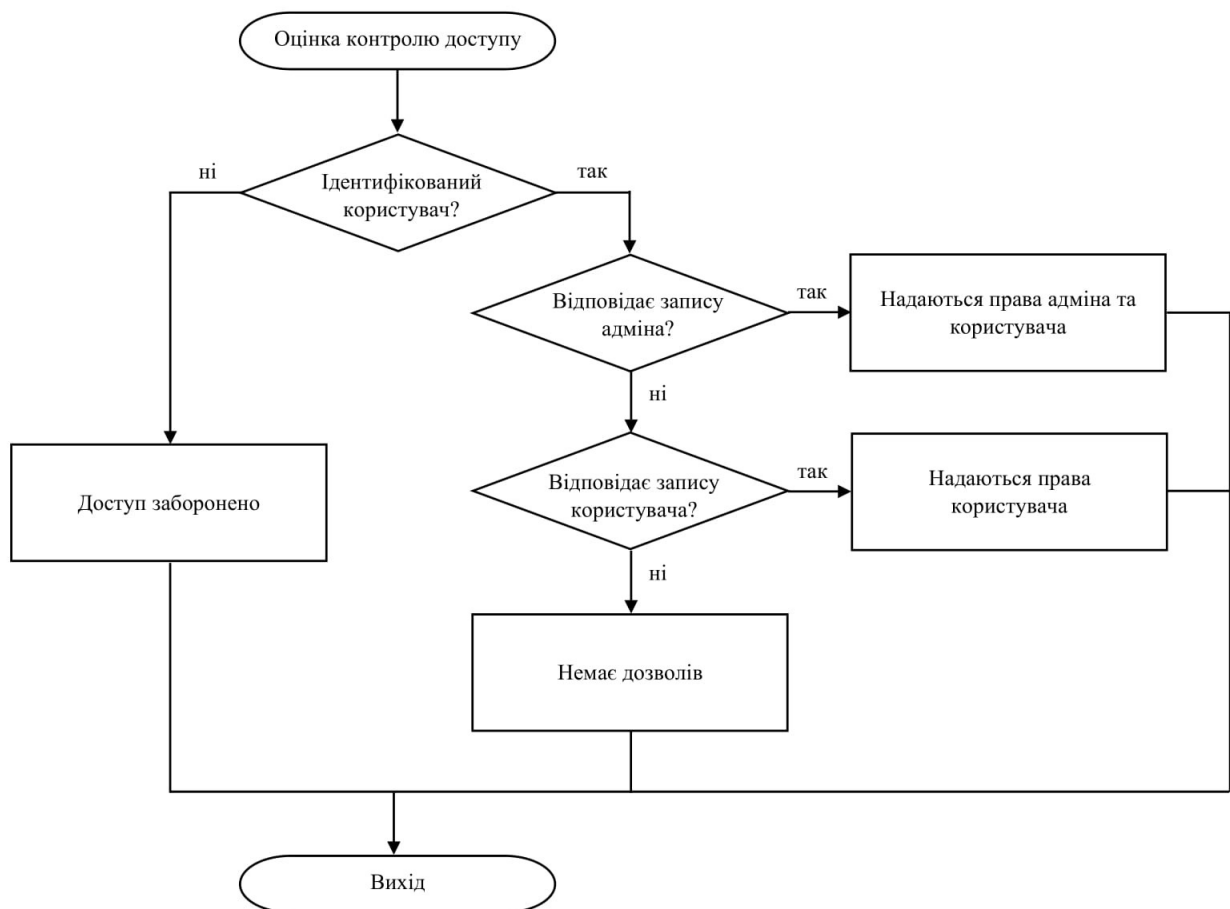 Оцінка контролю доступу
ні
так
Ідентифікований
користувач?
Відповідає запису
адміна?
так
Надаються права адміна та
користувача
ні
Доступ заборонено
Відповідає запису
користувача?
так
Надаються права
користувача
ні
Немає дозволів
Вихід